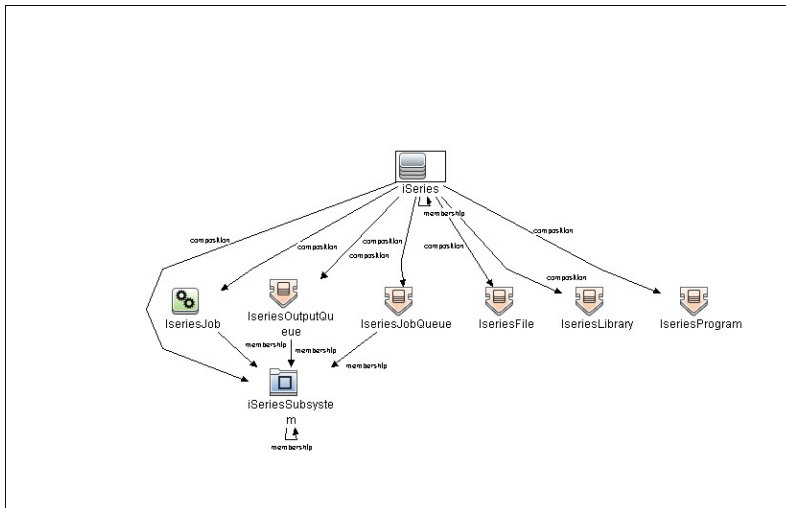 iSeries
membership
composition
composition
composition
composition
composition
composition
composition
IseriesJob
IseriesOutputQu
eue
IseriesJobQueue
IseriesFile
IseriesLibrary
IseriesProgram
membership
membership
membership
iSeriesSubsyste
m
membership